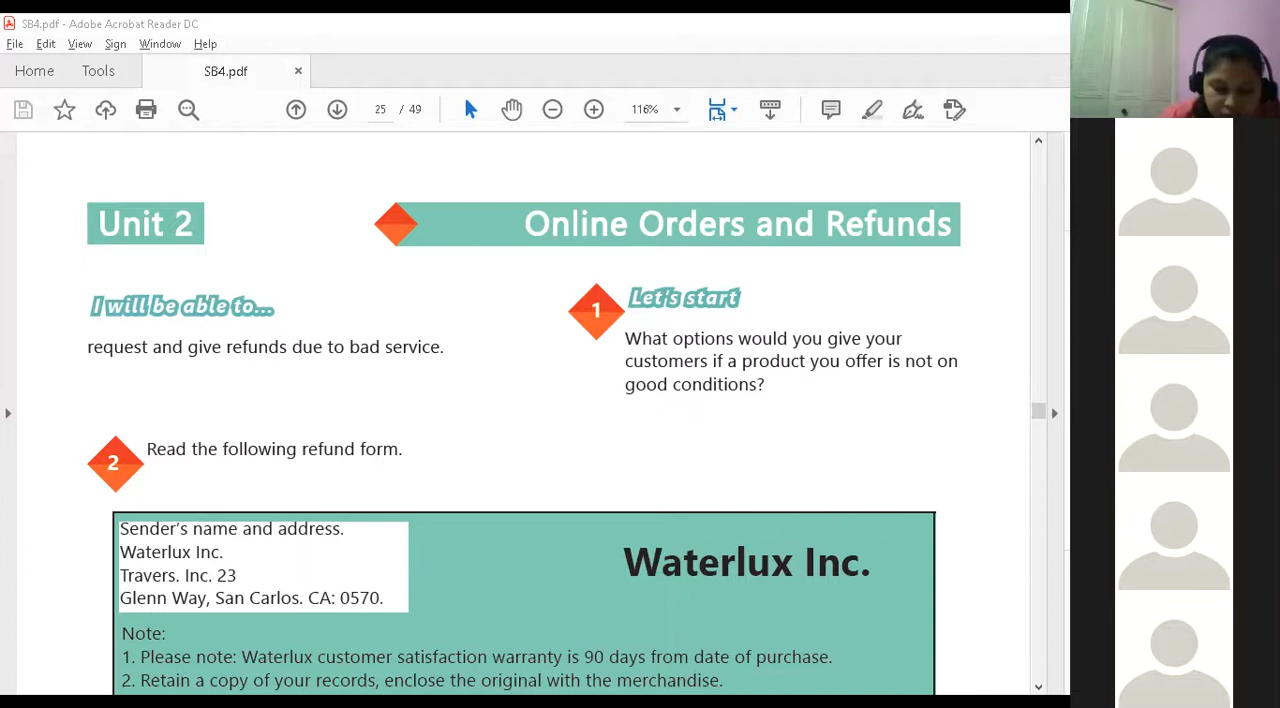 SB4.pdf - Adobe Acrobat Reader DC
File Edit View Sign Window Help
Home Tools SB4.pdf ×
25 / 49 116%
Unit 2
Online Orders and Refunds
I will be able to...
request and give refunds due to bad service.
1
Let's start
What options would you give your
customers if a product you offer is not on
good conditions?
2
Read the following refund form.
Sender's name and address.
Waterlux Inc.
Travers. Inc. 23
Glenn Way, San Carlos. CA: 0570.
Waterlux Inc.
Note:
1. Please note: Waterlux customer satisfaction warranty is 90 days from date of purchase.
2. Retain a copy of your records, enclose the original with the merchandise.